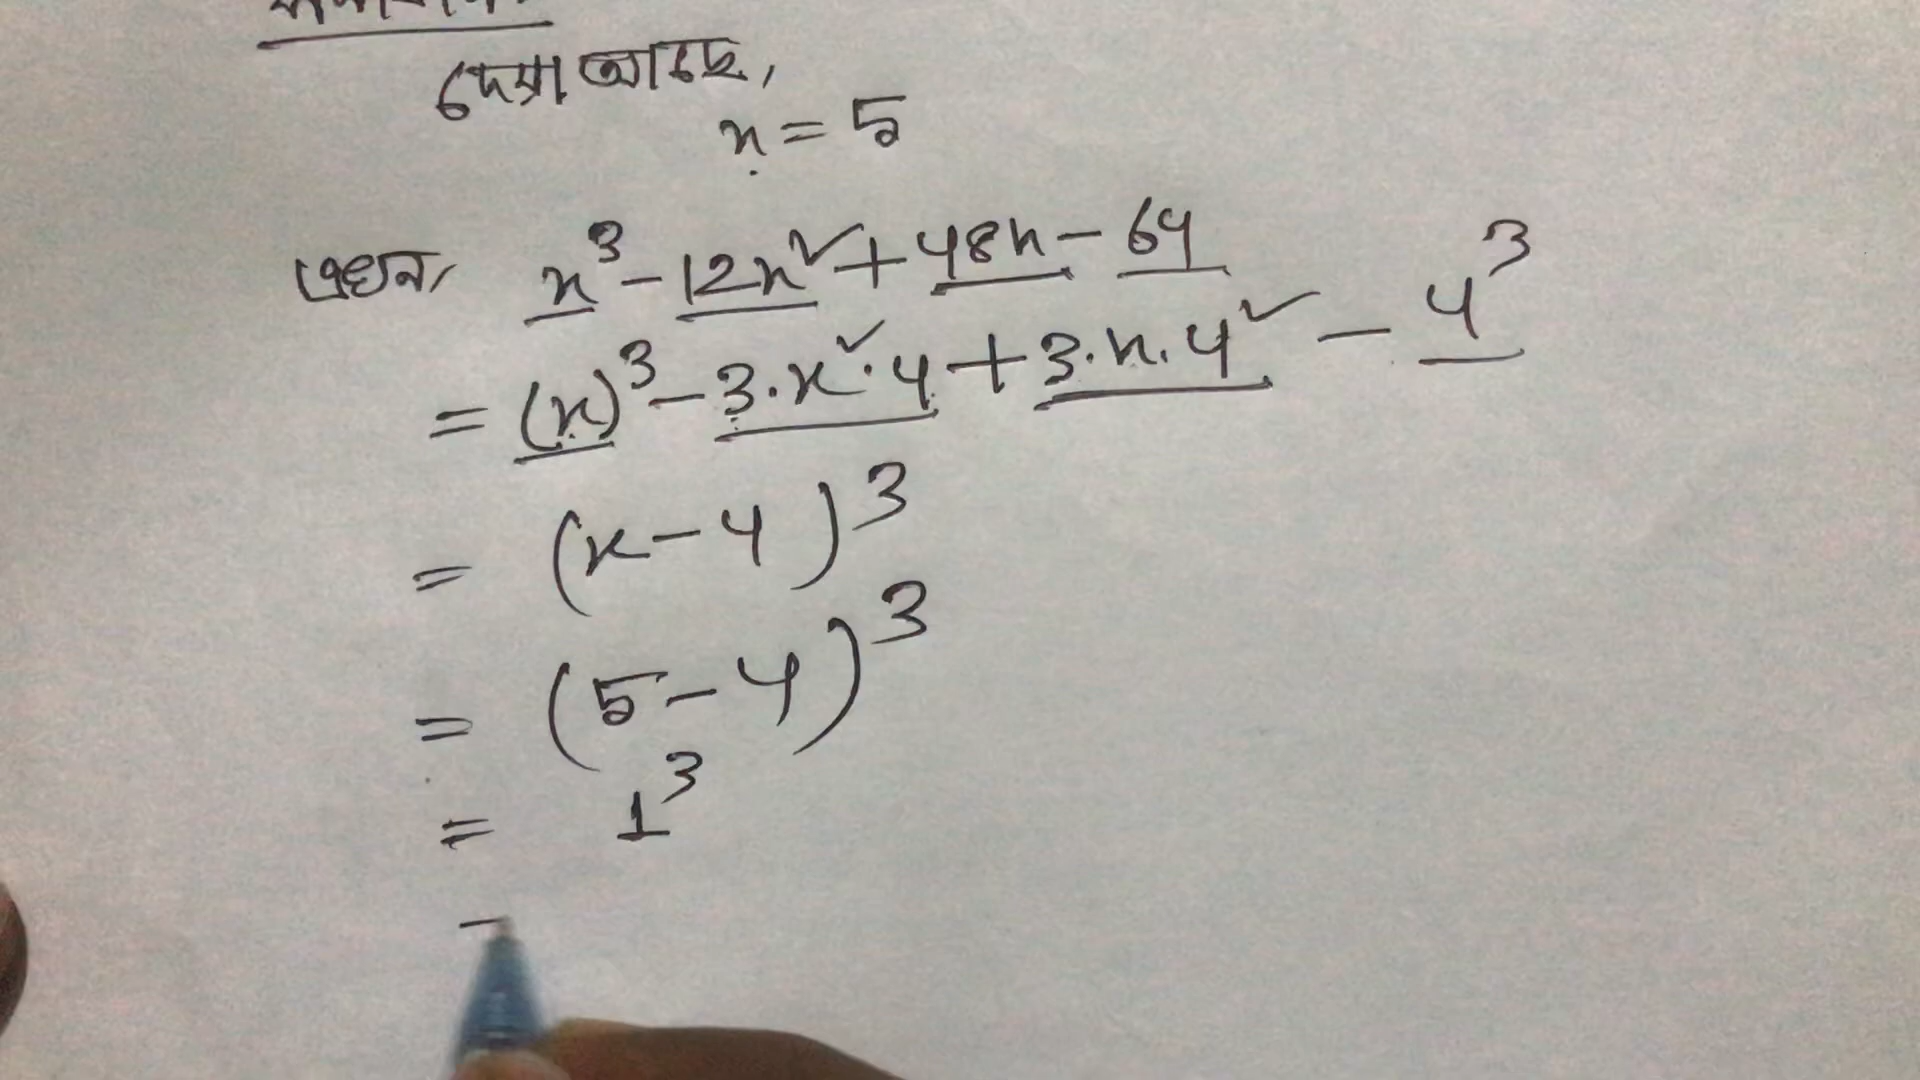 দেয়া আছে,
x = 5
এখন, x³ - 12x² + 48x - 64
= (x)³ - 3·x²·4 + 3·x·4² - 4³
= (x-4)³
= (5-4)³
= 1³